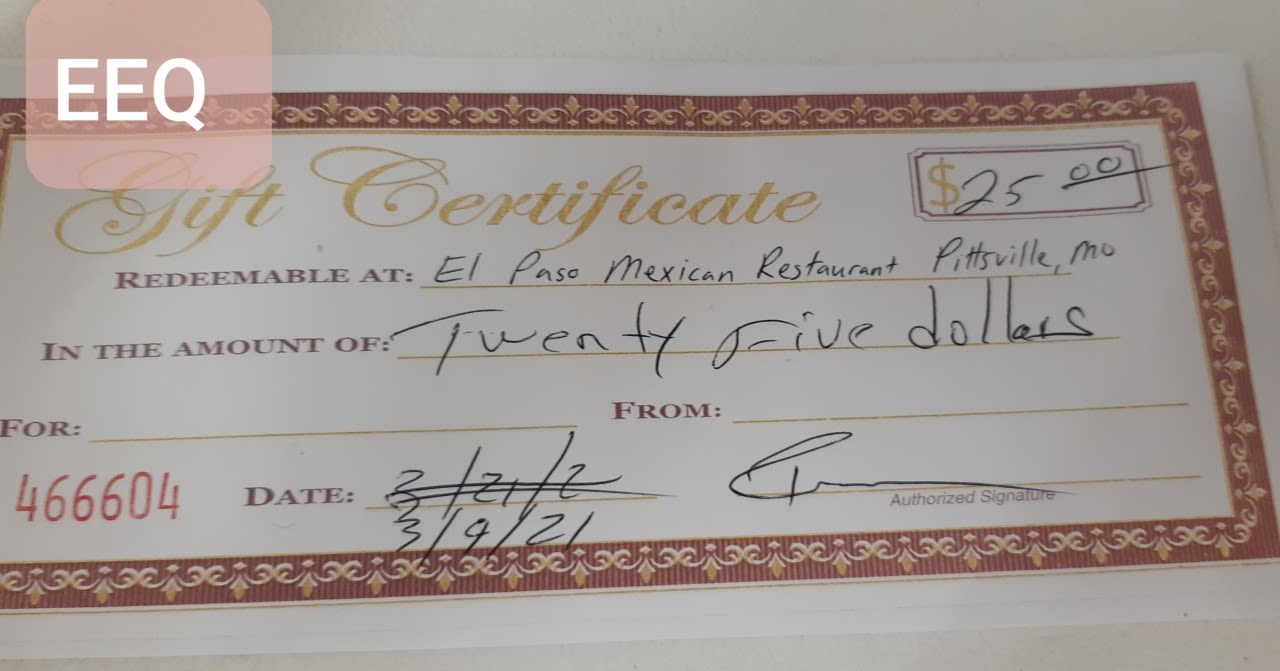 EEQ
Gift Certificate
$25 00
REDEEMABLE AT: El Paso Mexican Restaurant Pittsville, Mo
IN THE AMOUNT OF: Twenty Five dollars
FOR: FROM:
466604 DATE: 3/21/2
Authorized Signature
3/9/21